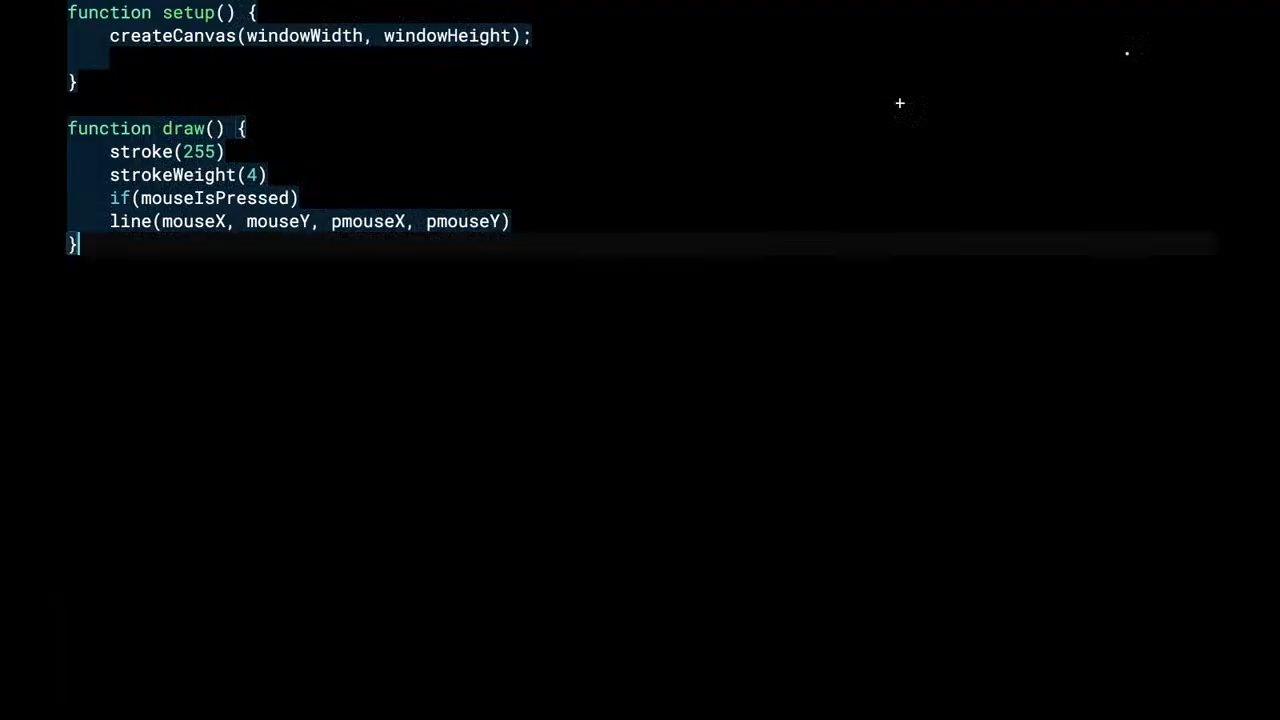 function setup() {
    createCanvas(windowWidth, windowHeight);
}
function draw() {
    stroke(255)
    strokeWeight(4)
    if(mouseIsPressed)
    line(mouseX, mouseY, pmouseX, pmouseY)
}